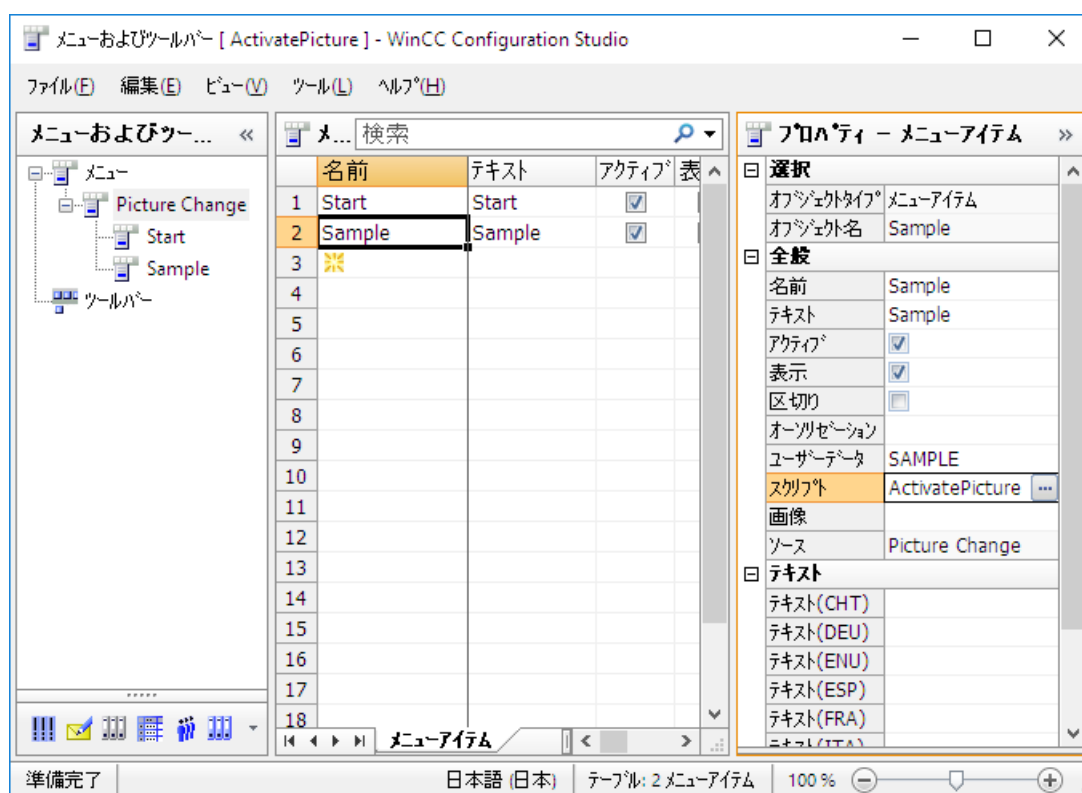 メニューおよびツールバー [ ActivatePicture ] - WinCC Configuration Studio
ファイル(F) 編集(E) ビュー(V) ツール(L) ヘルプ(H)
メニューおよびツー... «
メニュー
Picture Change
Start
Sample
ツールバー
メ... 検索
名前 テキスト アクティブ 表
1 Start Start
2 Sample Sample
3
4
5
6
7
8
9
10
11
12
13
14
15
16
17
18
メニューアイテム
プロパティ - メニューアイテム »
選択
オブジェクトタイプ メニューアイテム
オブジェクト名 Sample
全般
名前 Sample
テキスト Sample
アクティブ
表示
区切り
オーソリゼーション
ユーザーデータ SAMPLE
スクリプト ActivatePicture ...
画像
ソース Picture Change
テキスト
テキスト(CHT)
テキスト(DEU)
テキスト(ENU)
テキスト(ESP)
テキスト(FRA)
テキスト(ITA)
準備完了 日本語 (日本) テーブル: 2 メニューアイテム 100 %